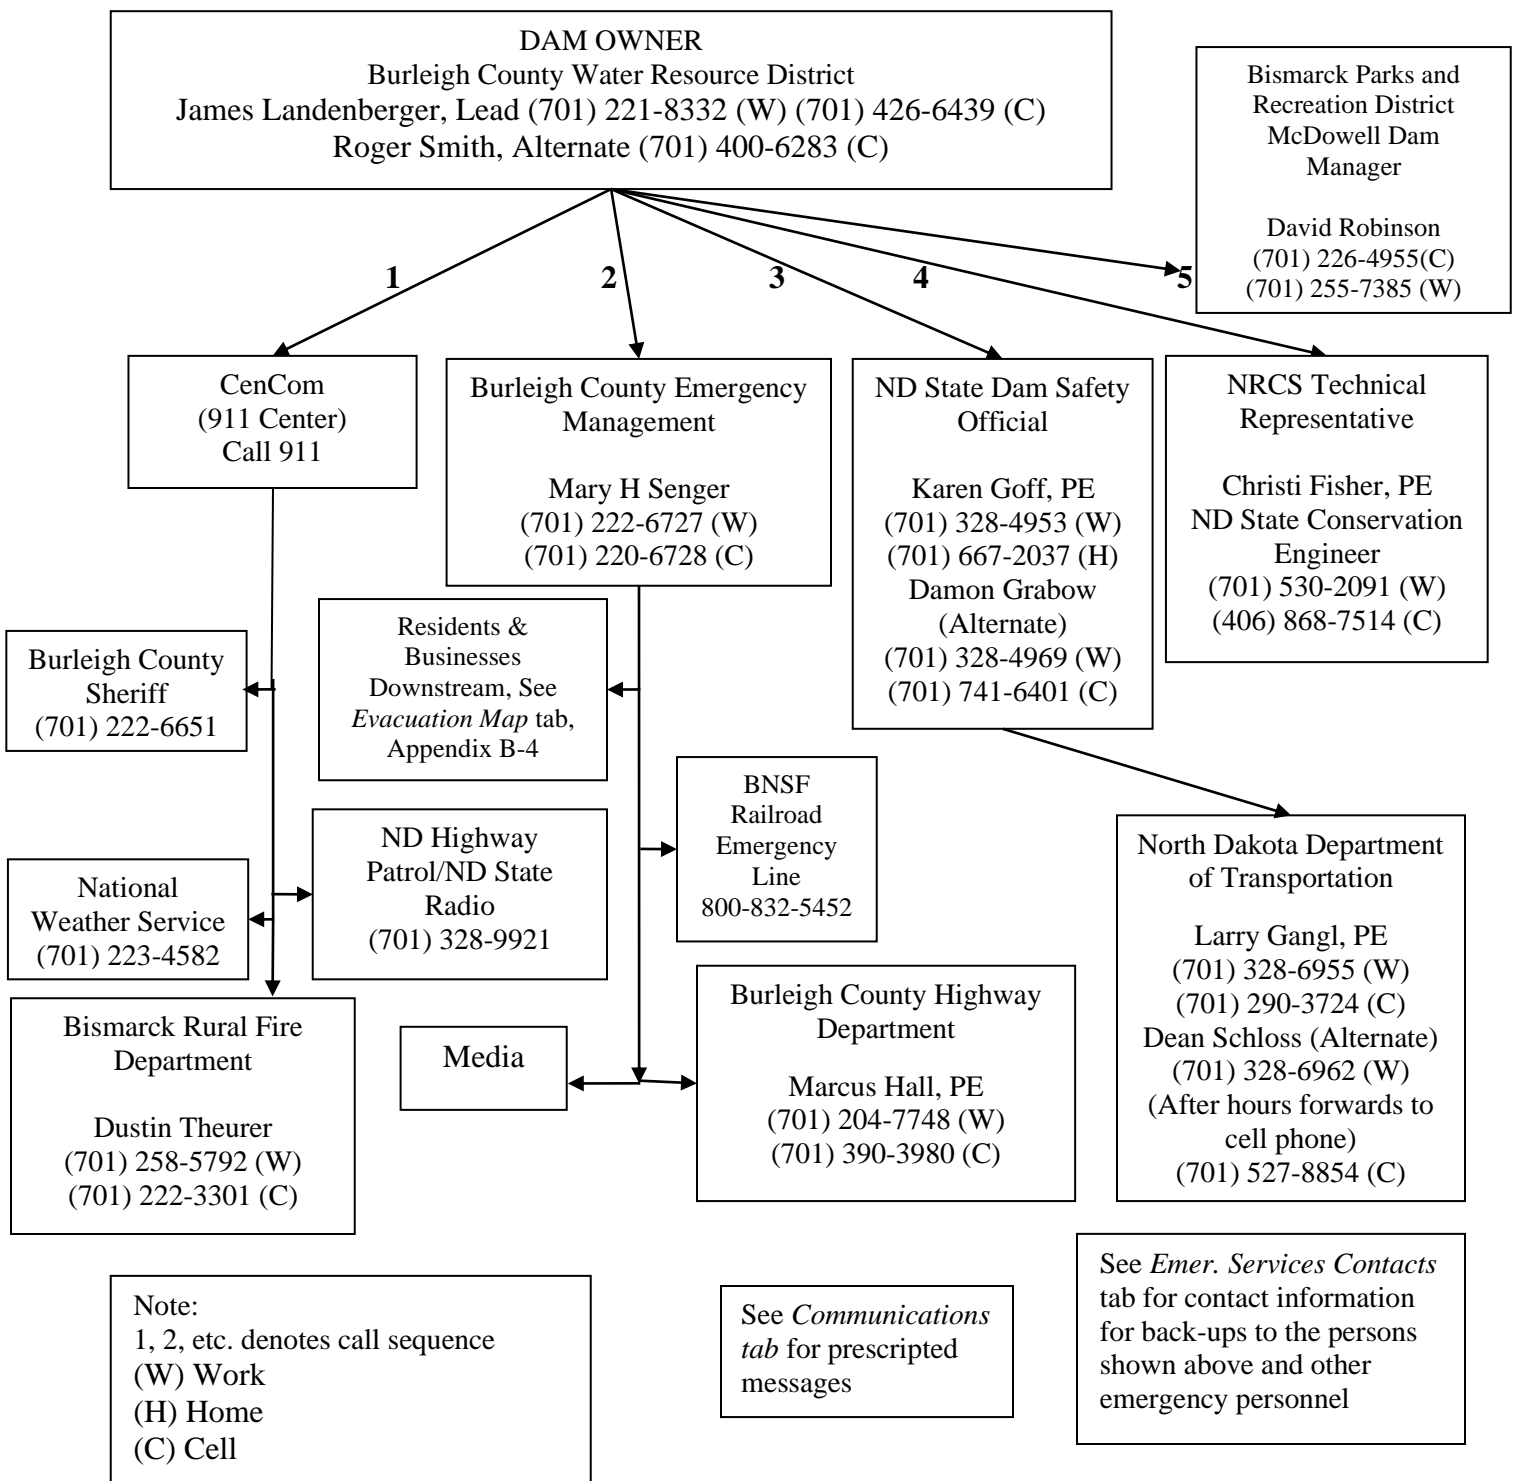 DAM OWNER
Burleigh County Water Resource District
James Landenberger, Lead (701) 221-8332 (W) (701) 426-6439 (C)
Roger Smith, Alternate (701) 400-6283 (C)
Bismarck Parks and
Recreation District
McDowell Dam
Manager
David Robinson
(701) 226-4955(C)
(701) 255-7385 (W)
1
2
3
4
5
CenCom
(911 Center)
Call 911
Burleigh County Emergency
Management
Mary H Senger
(701) 222-6727 (W)
(701) 220-6728 (C)
ND State Dam Safety
Official
Karen Goff, PE
(701) 328-4953 (W)
(701) 667-2037 (H)
Damon Grabow
(Alternate)
(701) 328-4969 (W)
(701) 741-6401 (C)
NRCS Technical
Representative
Christi Fisher, PE
ND State Conservation
Engineer
(701) 530-2091 (W)
(406) 868-7514 (C)
Burleigh County
Sheriff
(701) 222-6651
Residents &
Businesses
Downstream, See
Evacuation Map tab,
Appendix B-4
BNSF
Railroad
Emergency
Line
800-832-5452
National
Weather Service
(701) 223-4582
ND Highway
Patrol/ND State
Radio
(701) 328-9921
North Dakota Department
of Transportation
Larry Gangl, PE
(701) 328-6955 (W)
(701) 290-3724 (C)
Dean Schloss (Alternate)
(701) 328-6962 (W)
(After hours forwards to
cell phone)
(701) 527-8854 (C)
Bismarck Rural Fire
Department
Dustin Theurer
(701) 258-5792 (W)
(701) 222-3301 (C)
Media
Burleigh County Highway
Department
Marcus Hall, PE
(701) 204-7748 (W)
(701) 390-3980 (C)
Note:
1, 2, etc. denotes call sequence
(W) Work
(H) Home
(C) Cell
See Communications
tab for prescripted
messages
See Emer. Services Contacts
tab for contact information
for back-ups to the persons
shown above and other
emergency personnel